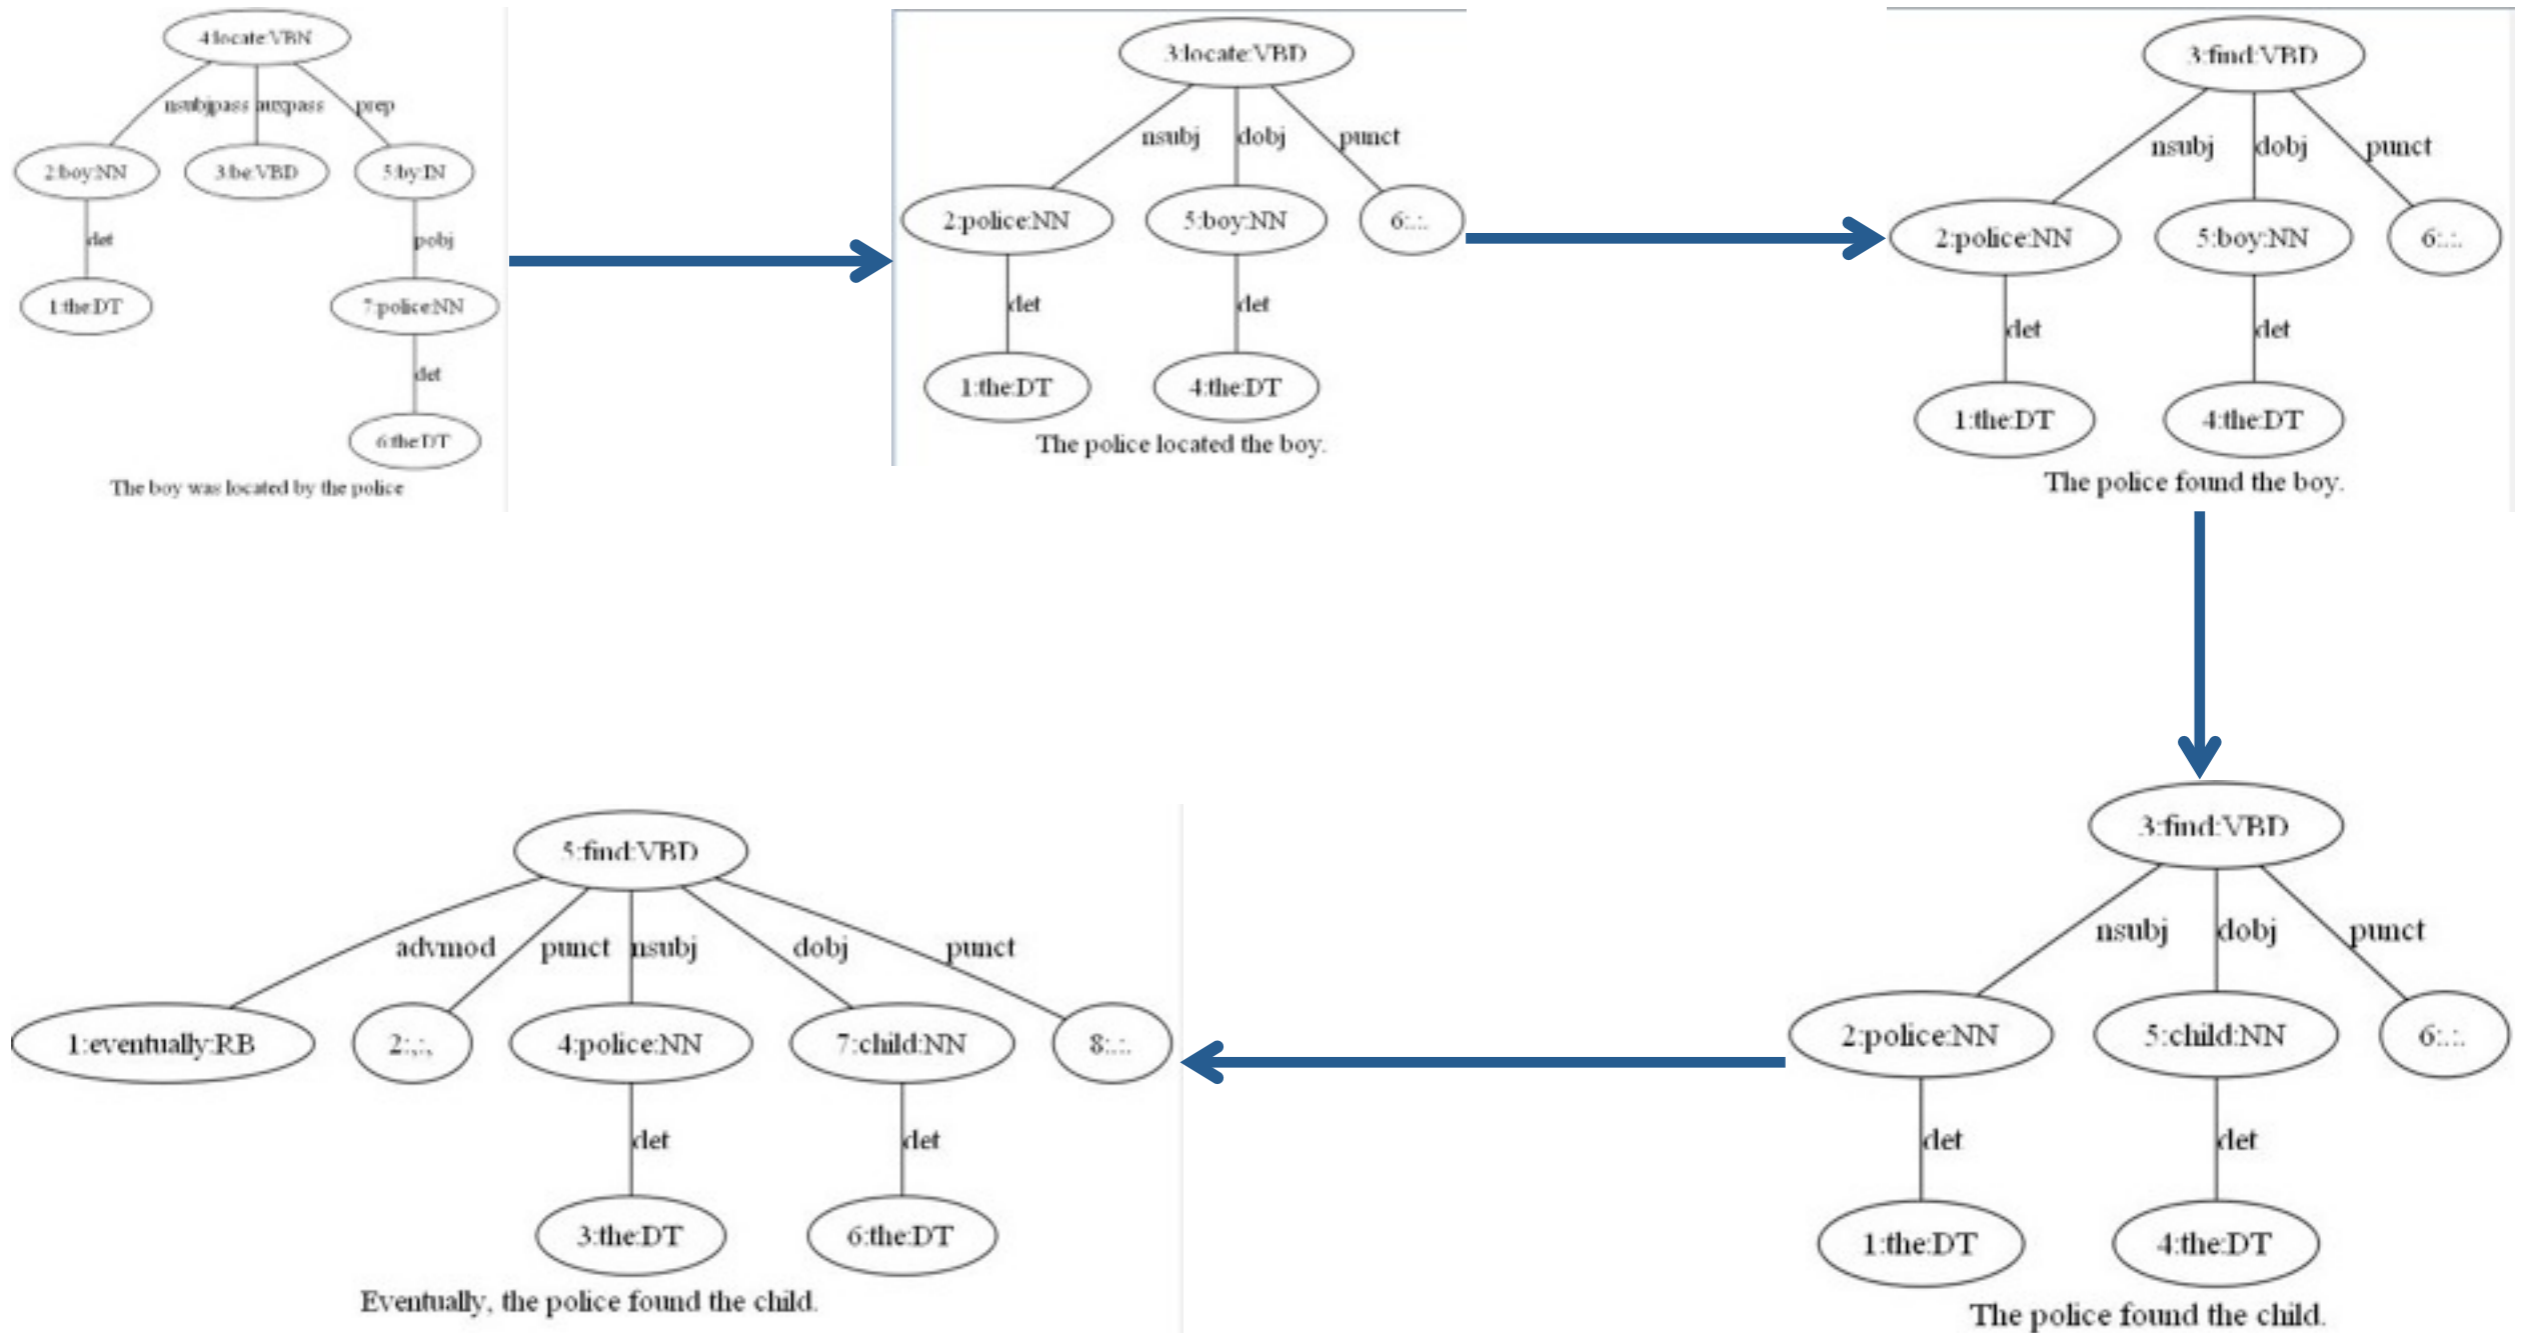 4:locate:VBN
nsubjpass auxpass prep
2:boy:NN 3:be:VBD 5:by:IN
det pobj
1:the:DT 7:police:NN
det
6:the:DT
The boy was located by the police
3:locate:VBD
nsubj dobj punct
2:police:NN 5:boy:NN 6:.:.
det det
1:the:DT 4:the:DT
The police located the boy.
3:find:VBD
nsubj dobj punct
2:police:NN 5:boy:NN 6:.:.
det det
1:the:DT 4:the:DT
The police found the boy.
3:find:VBD
nsubj dobj punct
2:police:NN 5:child:NN 6:.:.
det det
1:the:DT 4:the:DT
The police found the child.
5:find:VBD
advmod punct nsubj dobj punct
1:eventually:RB 2:,:, 4:police:NN 7:child:NN 8:.:.
det det
3:the:DT 6:the:DT
Eventually, the police found the child.